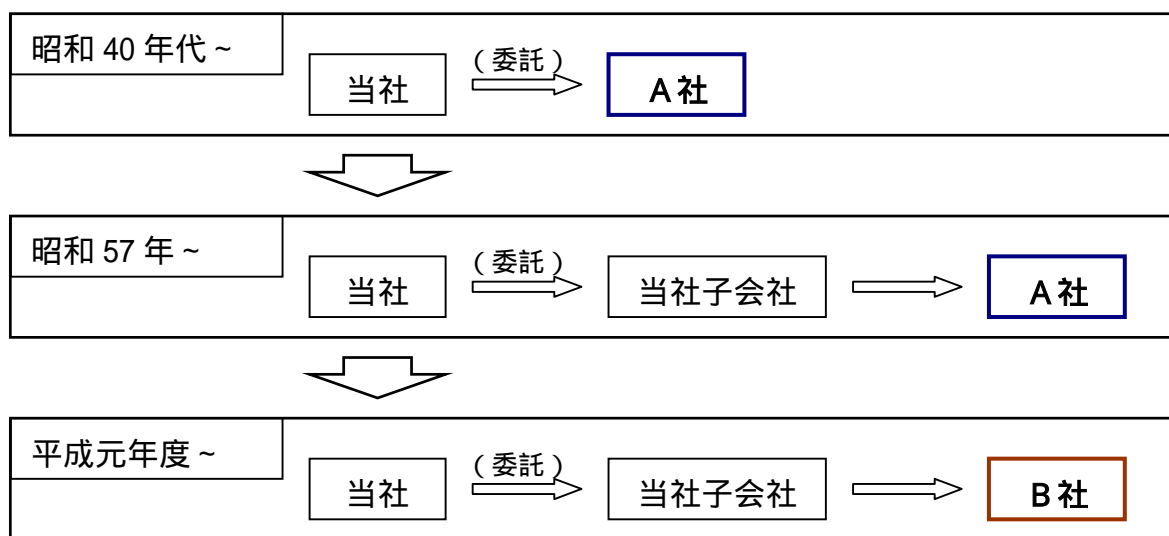 昭和 40 年代 ~
(委託)
当社
A 社
昭和 57 年 ~
(委託)
当社
当社子会社
A 社
平成元年度 ~
(委託)
当社
当社子会社
B 社